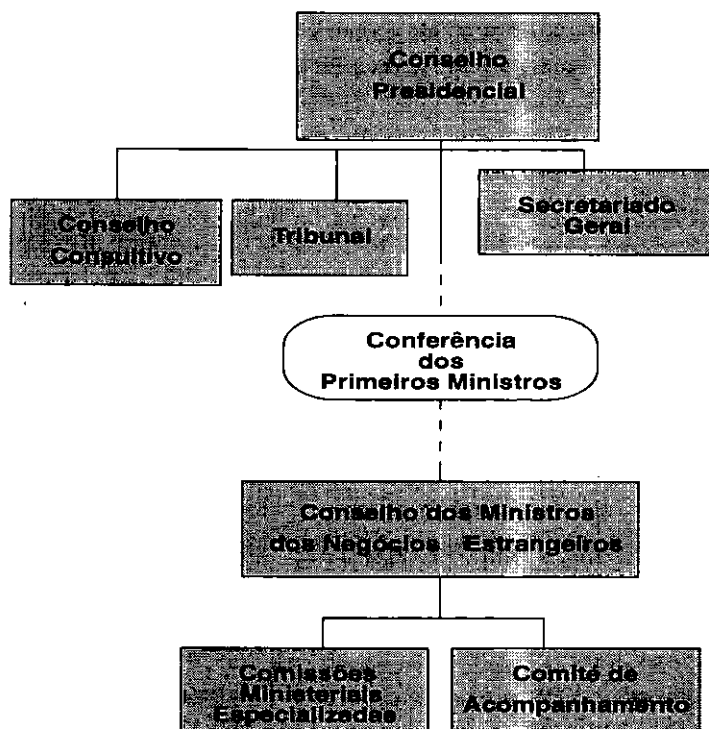 Conselho
Presidencial
Conselho
Consultivo
Tribunal
Secretariado
Geral
Conferência
dos
Primeiros Ministros
Conselho dos Ministros
dos Negócios Estrangeiros
Comissões
Ministeriais
Especializadas
Comité de
Acompanhamento